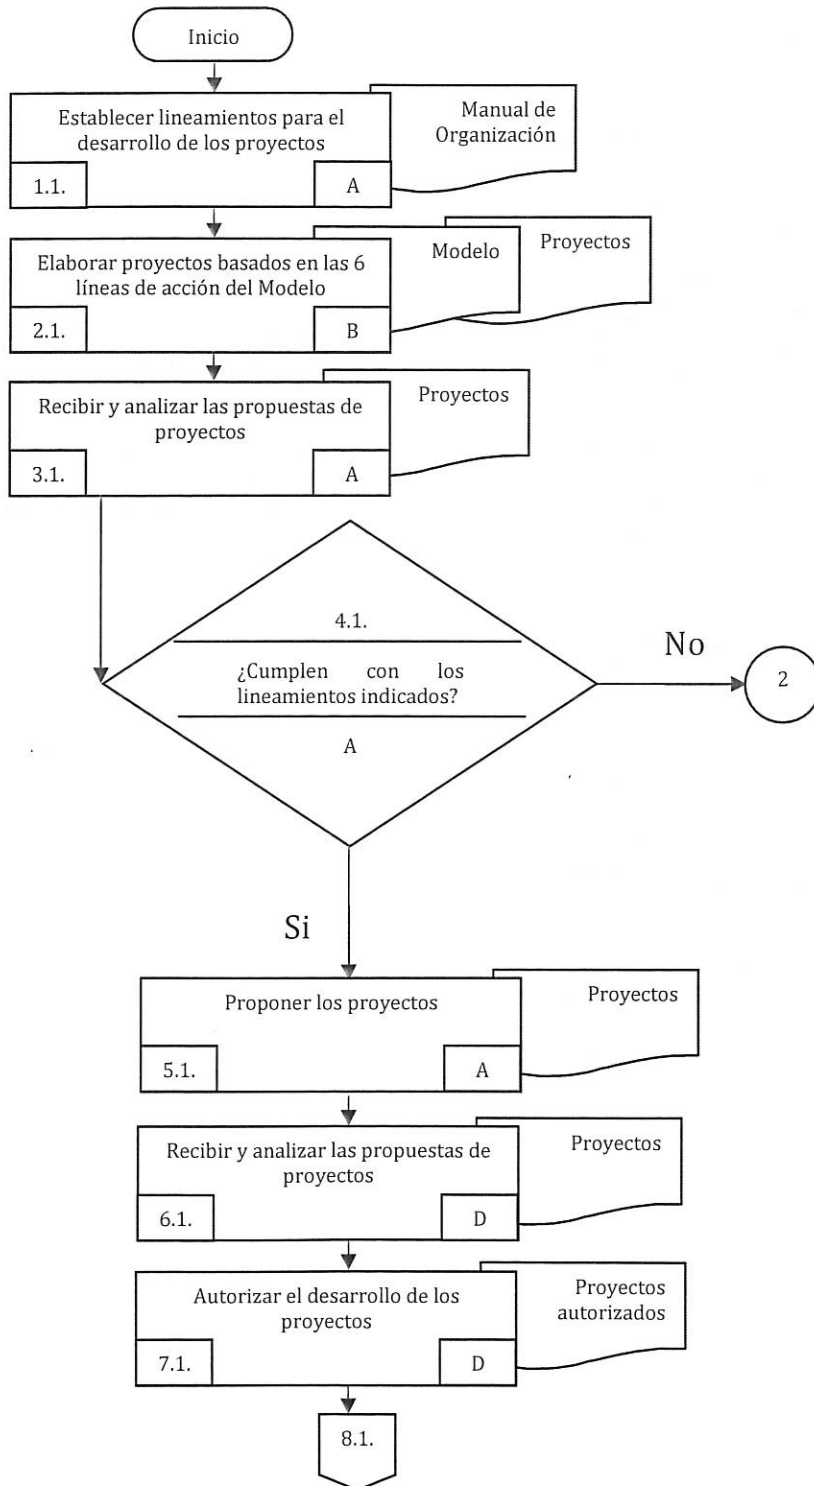 Inicio
Establecer lineamientos para el
desarrollo de los proyectos
1.1.
A
Manual de
Organización
Elaborar proyectos basados en las 6
líneas de acción del Modelo
2.1.
B
Modelo
Proyectos
Recibir y analizar las propuestas de
proyectos
3.1.
A
Proyectos
4.1.
¿Cumplen con los
lineamientos indicados?
A
No
2
Si
Proponer los proyectos
5.1.
A
Proyectos
Recibir y analizar las propuestas de
proyectos
6.1.
D
Proyectos
Autorizar el desarrollo de los
proyectos
7.1.
D
Proyectos
autorizados
8.1.